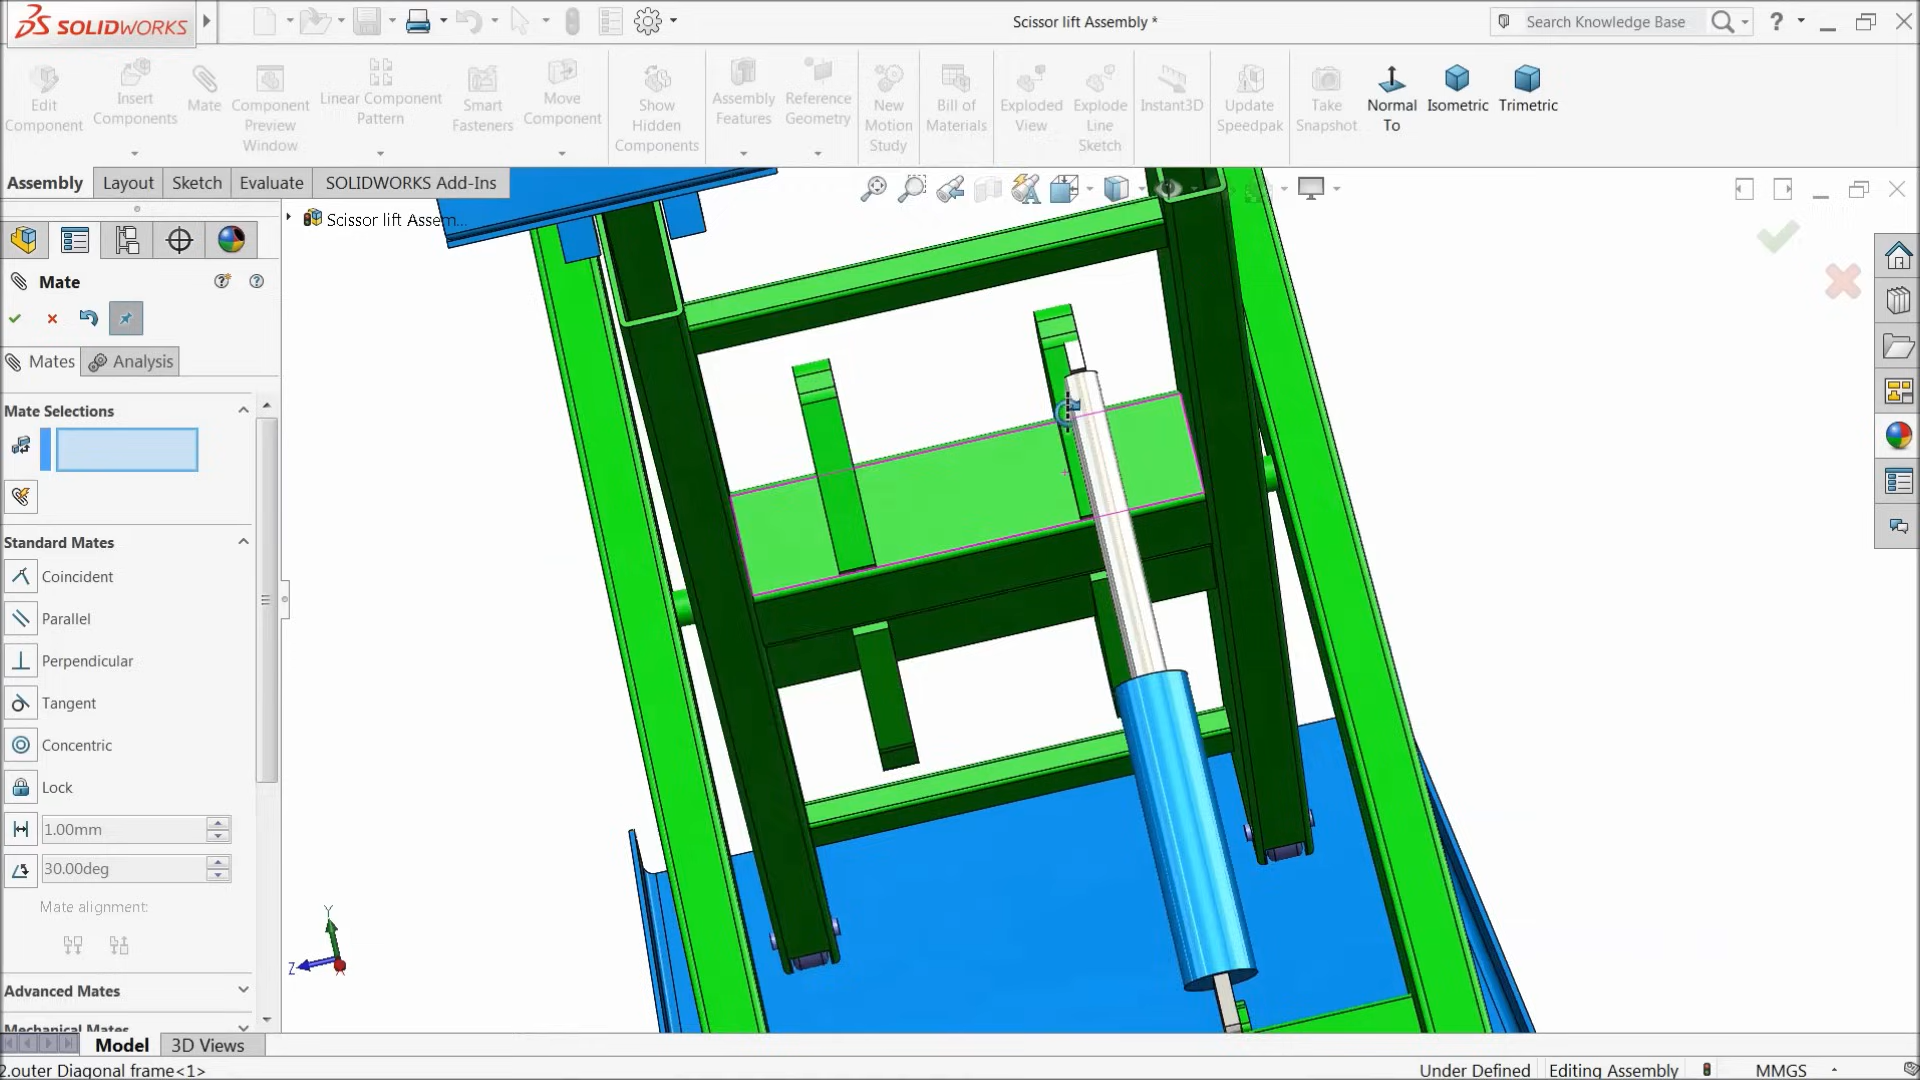 SOLIDWORKS
Scissor lift Assembly *
Search Knowledge Base
?
Edit Component
Insert Components
Mate
Component Preview Window
Linear Component Pattern
Smart Fasteners
Move Component
Show Hidden Components
Assembly Features
Reference Geometry
New Motion Study
Bill of Materials
Exploded View
Explode Line Sketch
Instant3D
Update Speedpak
Take Snapshot
Normal To
Isometric
Trimetric
Assembly
Layout
Sketch
Evaluate
SOLIDWORKS Add-Ins
Scissor lift Assem...
Mate
Mates
Analysis
Mate Selections
Standard Mates
Coincident
Parallel
Perpendicular
Tangent
Concentric
Lock
1.00mm
30.00deg
Mate alignment:
Advanced Mates
Mechanical Mates
Y
Z
Model
3D Views
2.outer Diagonal frame<1>
Under Defined
Editing Assembly
MMGS